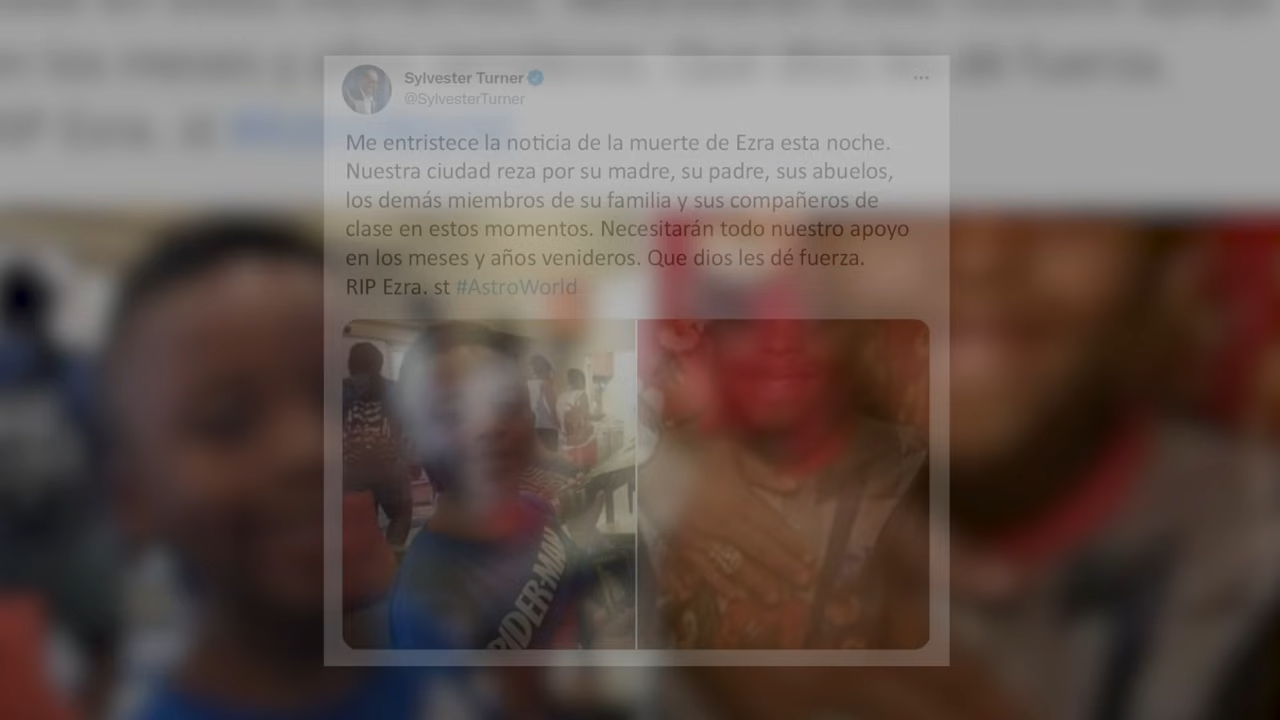 Sylvester Turner
@SylvesterTurner
Me entristece la noticia de la muerte de Ezra esta noche.
Nuestra ciudad reza por su madre, su padre, sus abuelos,
los demás miembros de su familia y sus compañeros de
clase en estos momentos. Necesitarán todo nuestro apoyo
en los meses y años venideros. Que dios les dé fuerza.
RIP Ezra. st #AstroWorld
PIDER-MAN